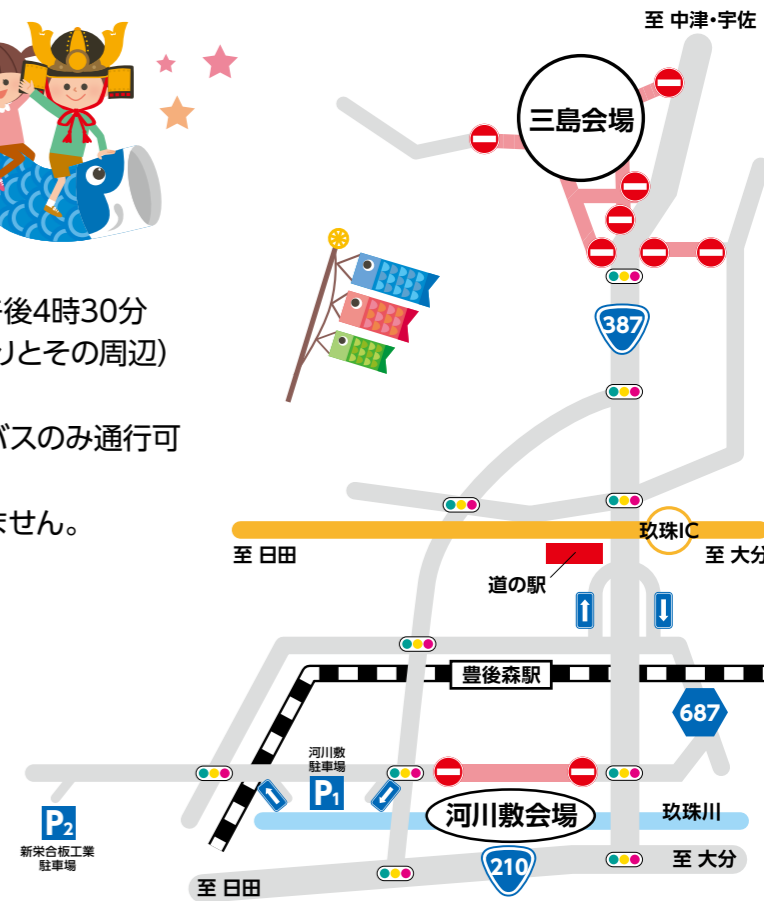 至 中津・宇佐
三島会場
後4時30分
りとその周辺)
387
バスのみ通行可
ません。
玖珠IC
至 日田
至 大分
道の駅
豊後森駅
687
河川敷
駐車場
P1
P2
新栄合板工業
駐車場
河川敷会場
玖珠川
210
至 大分
至 日田